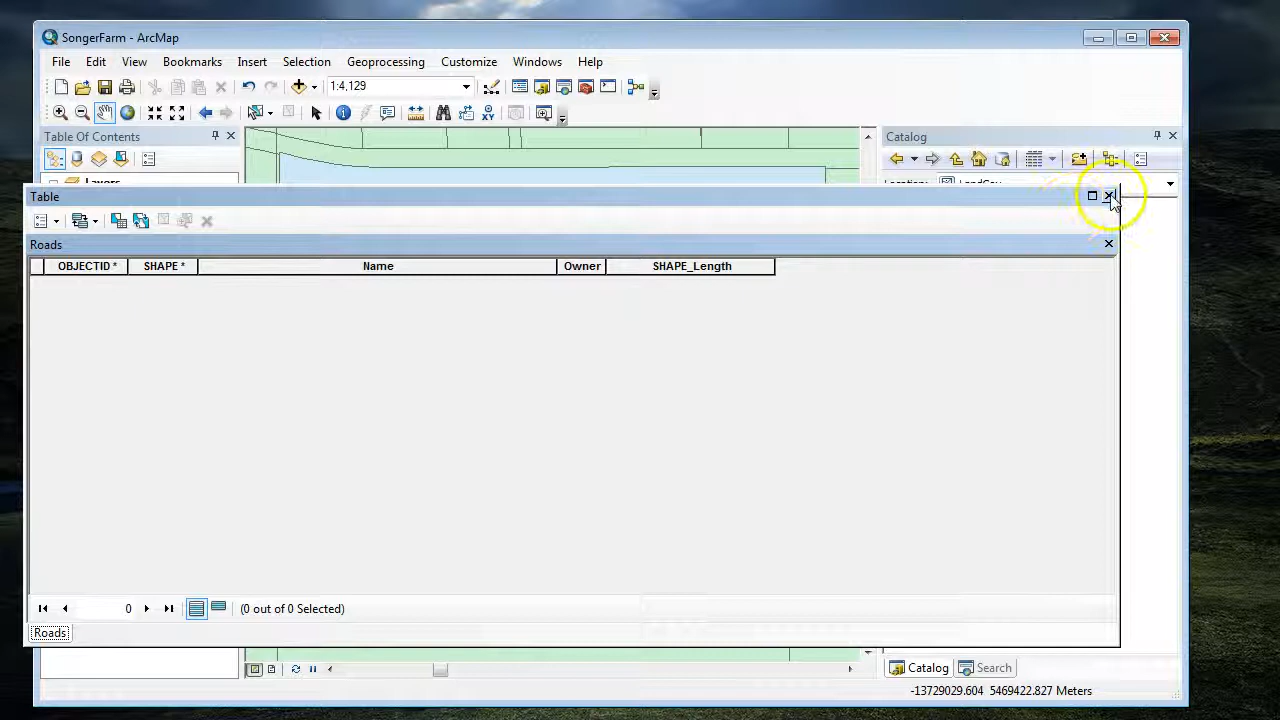 SongerFarm - ArcMap
File Edit View Bookmarks Insert Selection Geoprocessing Customize Windows Help
1:4.129
Table Of Contents
Catalog
Layers
Table
Roads
OBJECTID * SHAPE * Name Owner SHAPE_Length
0 (0 out of 0 Selected)
Roads
Catalog Search
-13729029.604 5469422.827 Meters